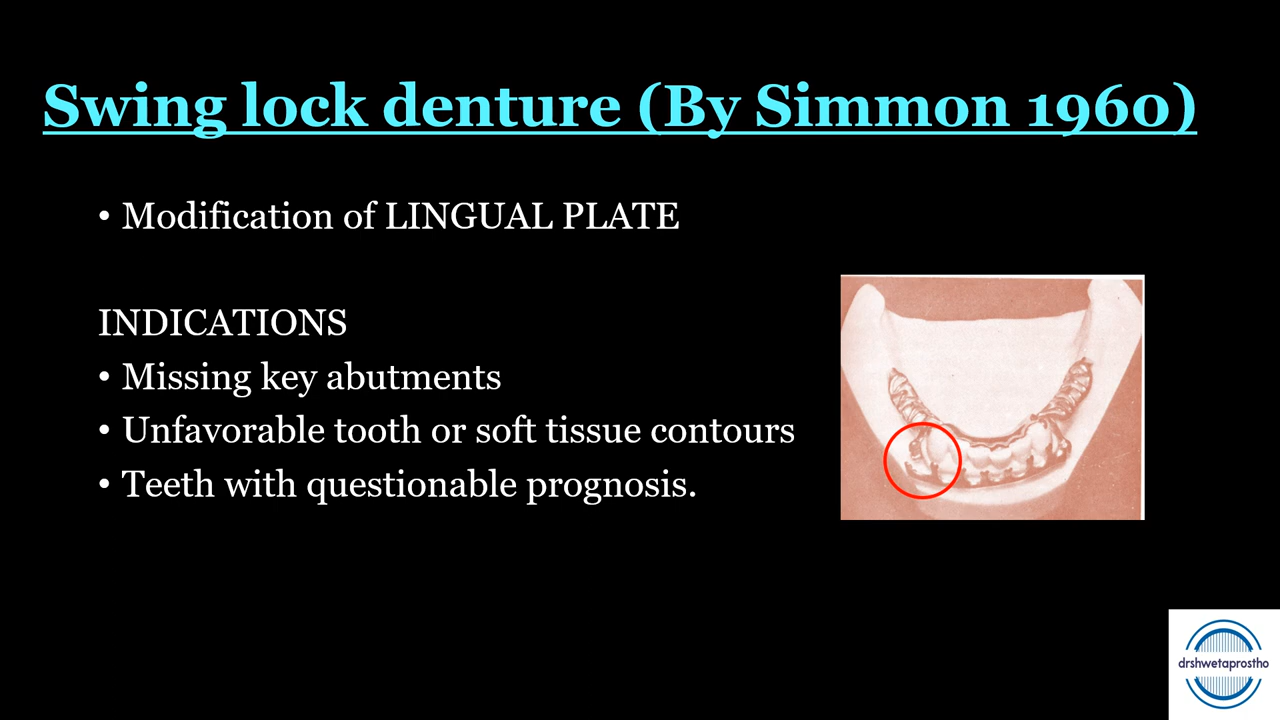 Swing lock denture (By Simmon 1960)
• Modification of LINGUAL PLATE
INDICATIONS
• Missing key abutments
• Unfavorable tooth or soft tissue contours
• Teeth with questionable prognosis.
drshwetaprostho